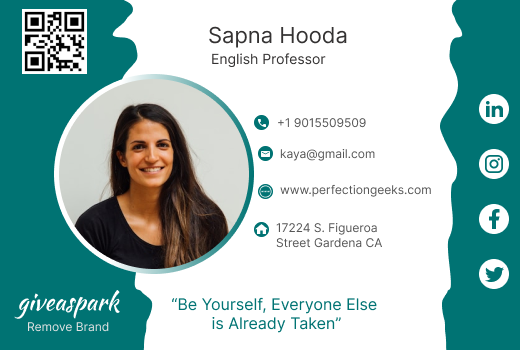 Sapna Hooda
English Professor
+1 9015509509
kaya@gmail.com
www.perfectiongeeks.com
17224 S. Figueroa
Street Gardena CA
giveaspark
Remove Brand
“Be Yourself, Everyone Else
is Already Taken”
in